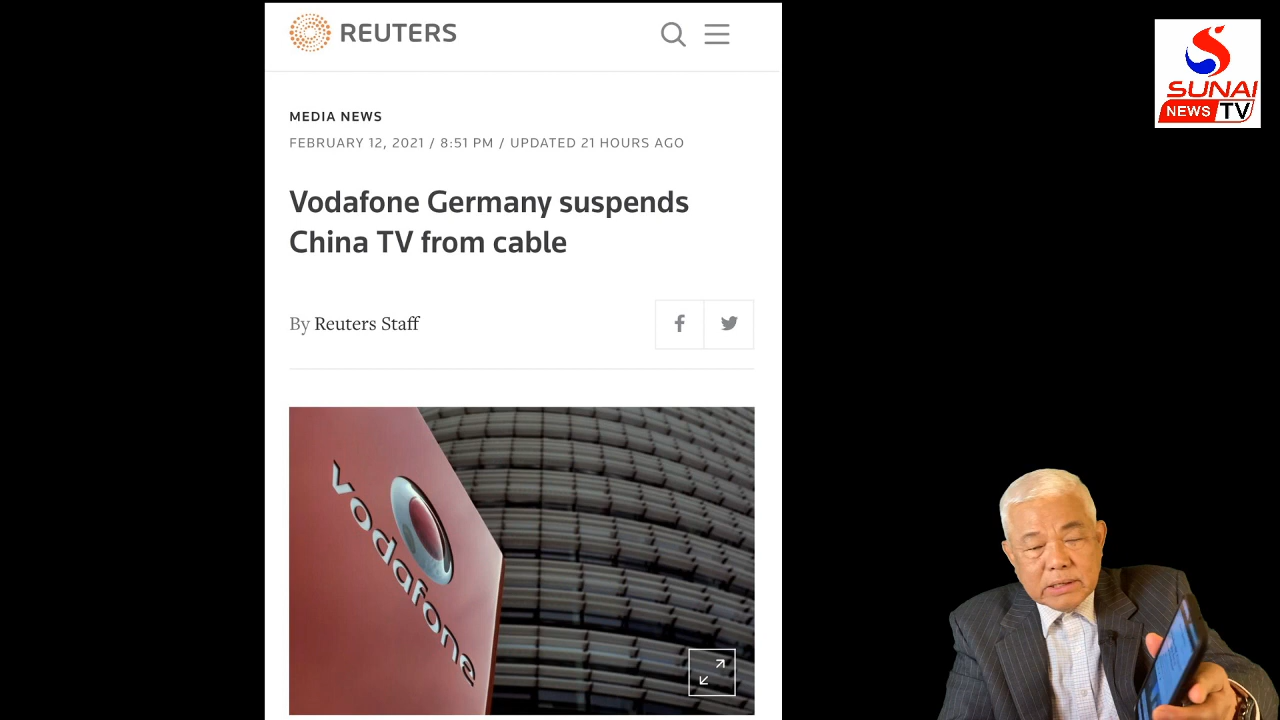 REUTERS
MEDIA NEWS
FEBRUARY 12, 2021 / 8:51 PM / UPDATED 21 HOURS AGO
Vodafone Germany suspends
China TV from cable
By Reuters Staff
vodafone
SUNAI
NEWS TV